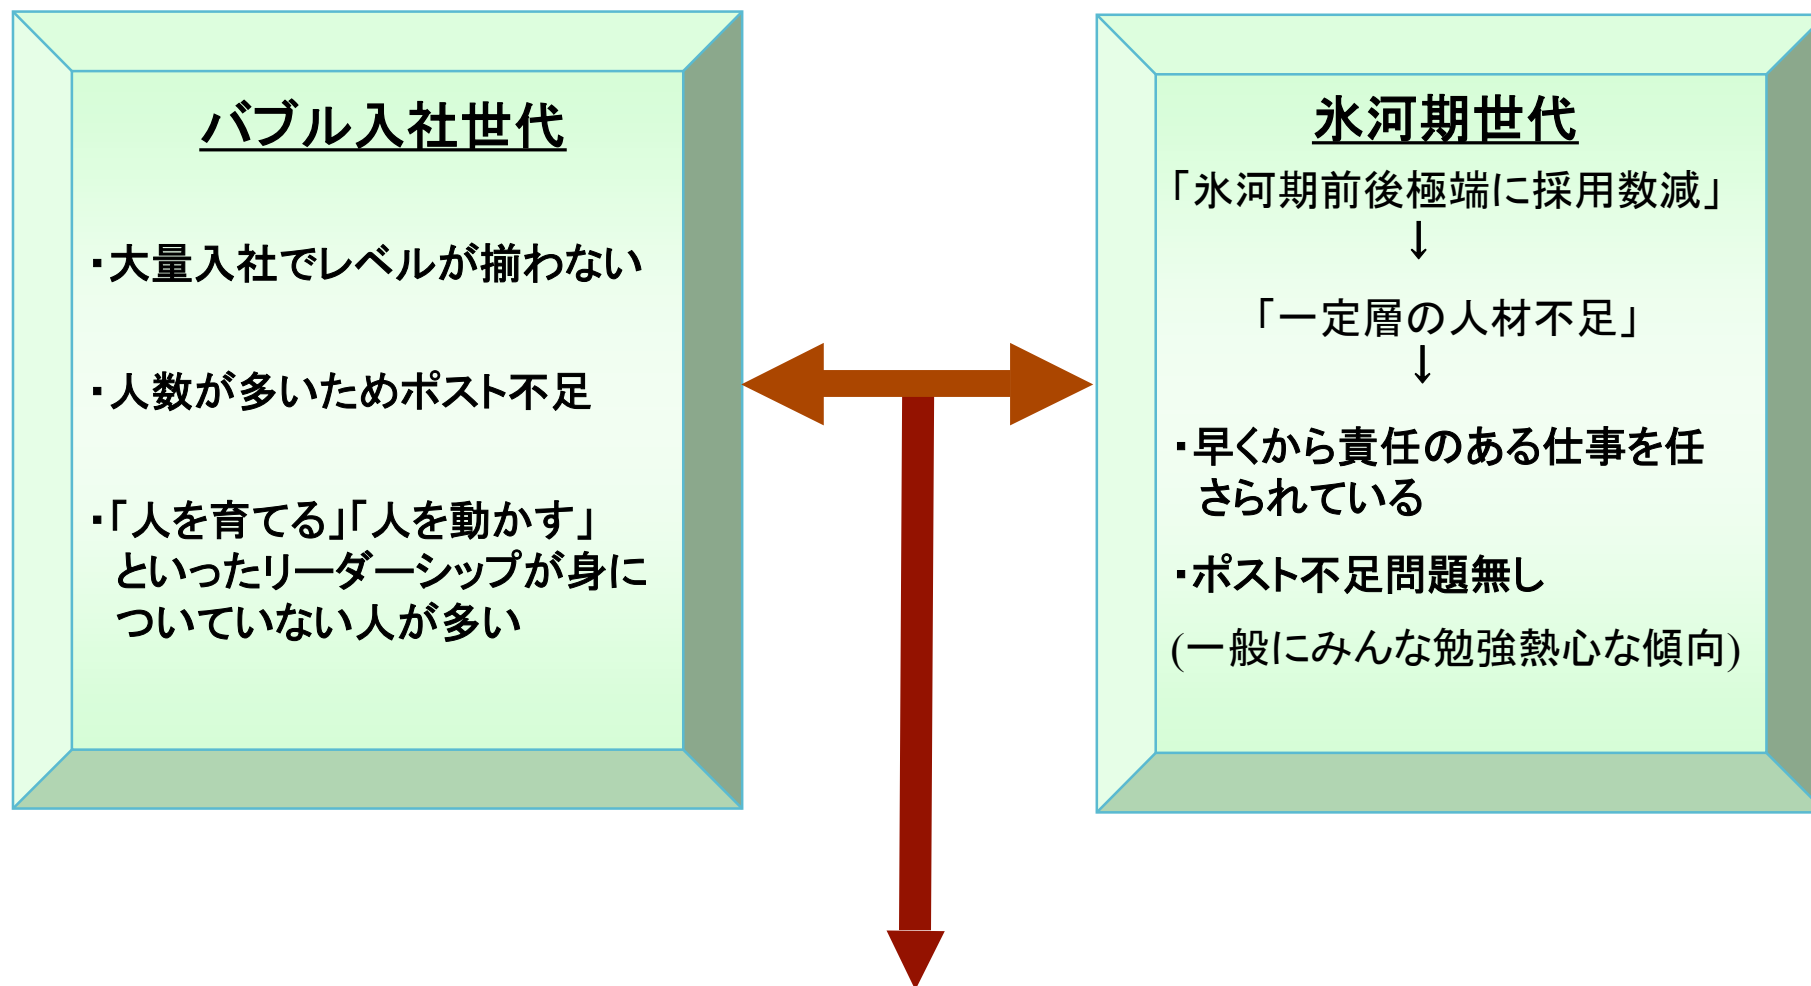 バブル入社世代
・大量入社でレベルが揃わない
・人数が多いためポスト不足
・「人を育てる」「人を動かす」
といったリーダーシップが身に
ついていない人が多い
氷河期世代
「氷河期前後極端に採用数減」
↓
「一定層の人材不足」
↓
・早くから責任のある仕事を任
さられている
・ポスト不足問題無し
(一般にみんな勉強熱心な傾向)